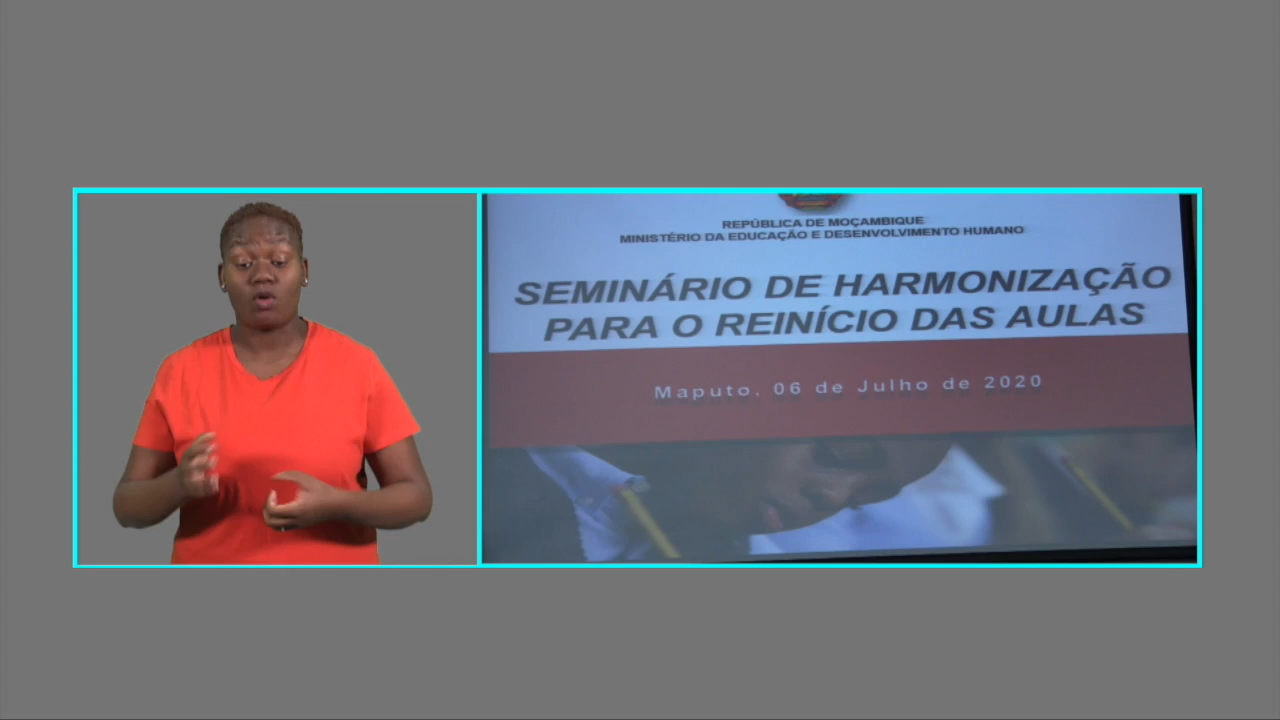 REPÚBLICA DE MOÇAMBIQUE
MINISTÉRIO DA EDUCAÇÃO E DESENVOLVIMENTO HUMANO
SEMINÁRIO DE HARMONIZAÇÃO
PARA O REINÍCIO DAS AULAS
Maputo, 06 de Julho de 2020